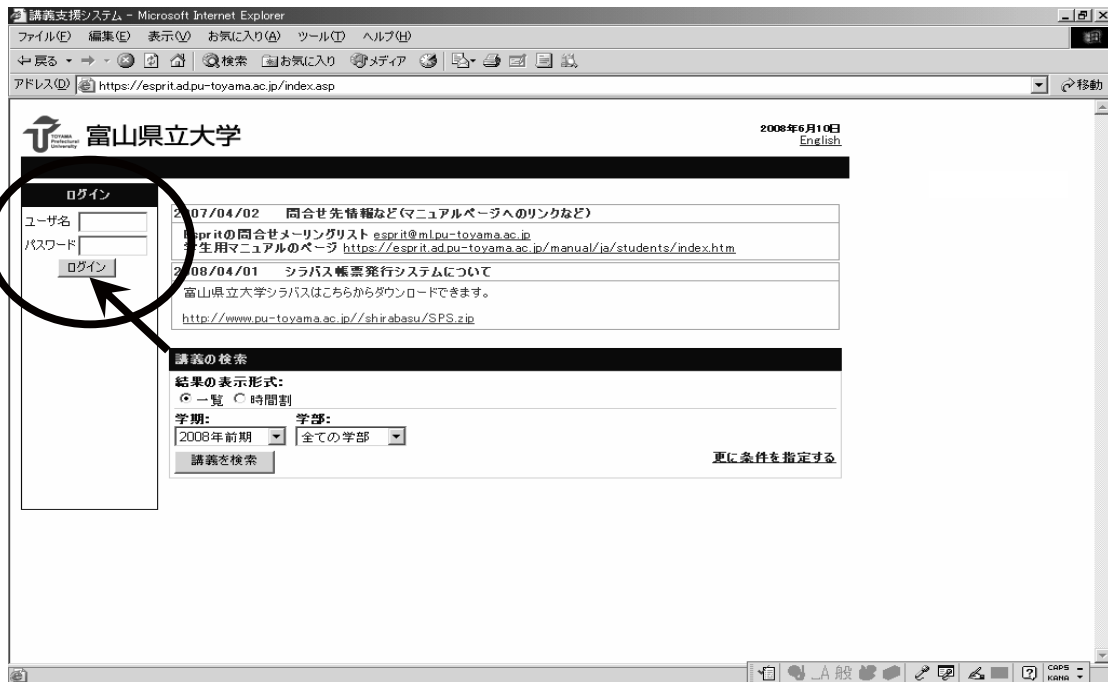 講義支援システム - Microsoft Internet Explorer
ファイル(F) 編集(E) 表示(V) お気に入り(A) ツール(T) ヘルプ(H)
戻る 検索 お気に入り メディア
アドレス(D) https://esprit.ad.pu-toyama.ac.jp/index.asp 移動
TOYAMA Prefectural University 富山県立大学
2008年6月10日
English
ログイン
ユーザ名
パスワード
ログイン
2007/04/02 問合せ先情報など(マニュアルページへのリンクなど)
Espritの問合せメーリングリスト esprit@ml.pu-toyama.ac.jp
学生用マニュアルのページ https://esprit.ad.pu-toyama.ac.jp/manual/ja/students/index.htm
2008/04/01 シラバス帳票発行システムについて
富山県立大学シラバスはこちらからダウンロードできます。
http://www.pu-toyama.ac.jp//shirabasu/SPS.zip
講義の検索
結果の表示形式:
一覧 時間割
学期: 学部:
2008年前期 全ての学部
講義を検索 更に条件を指定する
_A 般 CAPS
KANA